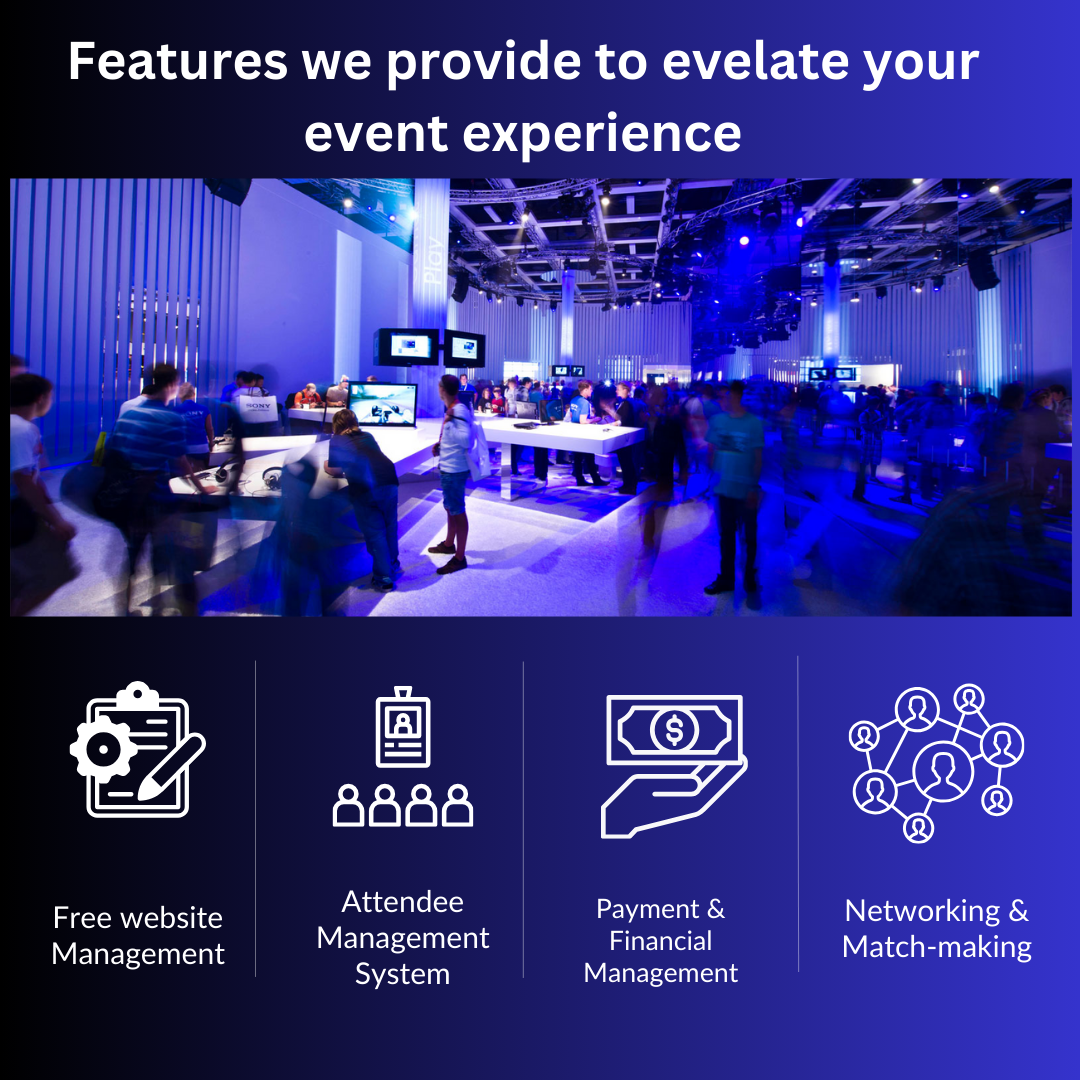 Features we provide to evelate your
event experience
Play
SONY
Free website
Management
Attendee
Management
System
Payment &
Financial
Management
Networking &
Match-making